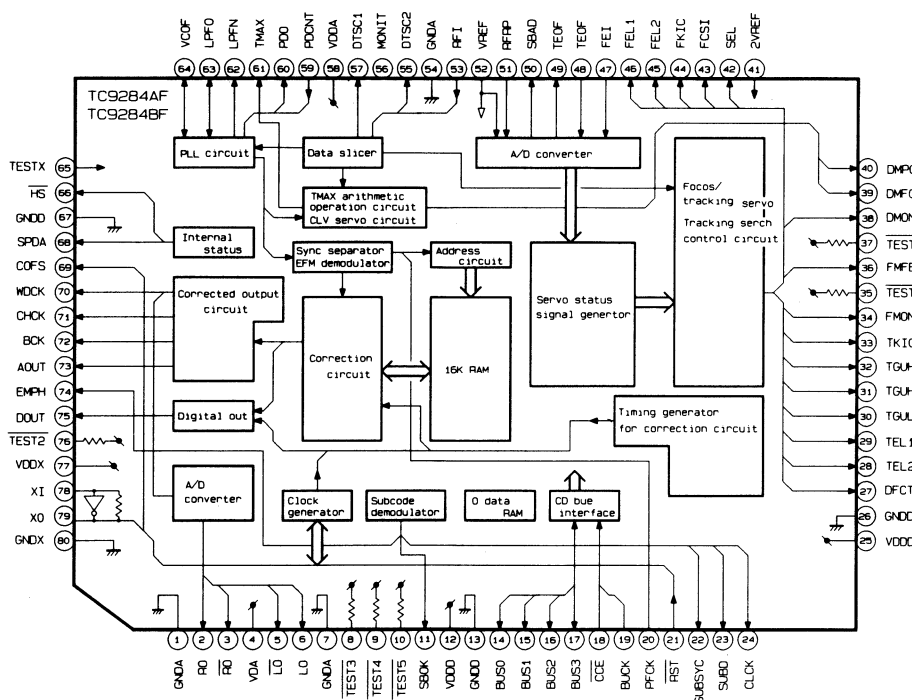 VCOF LPFO LPFN TMAX PDO PDCNT VDDA DTSC1 MONIT DTSC2 GNDA RFI VREF RFRP SBAD TEOF TEOF FEI FEL1 FEL2 FKIC FCSI SEL 2VREF
64 63 62 61 60 59 58 57 56 55 54 53 52 51 50 49 48 47 46 45 44 43 42 41
TC9284AF
TC9284BF
TESTX 65
HS 66
GNDD 67
SPDA 68
COFS 69
WDCK 70
CHCK 71
BCK 72
AOUT 73
EMPH 74
DOUT 75
TEST2 76
VDDX 77
XI 78
XO 79
GNDX 80
PLL circuit
Data slicer
A/D converter
TMAX arithmetic
operation circuit
CLV servo circuit
Focos/
tracking servo
Tracking serch
control circuit
Internal
status
Sync separator
EFM demodulator
Address
circuit
Corrected output
circuit
Correction
circuit
16K RAM
Servo status
signal genertor
Digital out
Timing generator
for correction circuit
A/D
converter
Clock
generator
Subcode
demodulator
O data
RAM
CD bus
interface
40
39
38 DMON
37 TEST
36
35 TEST
34 FMON
33
32 TGUH
31 TGUH
30 TGUL
29 TEL1
28 TEL2
27 DFCT
26 GNDD
25 VDDD
1 2 3 4 5 6 7 8 9 10 11 12 13 14 15 16 17 18 19 20 21 22 23 24
GNDA RO RO VDA LO LO GNDA TEST3 TEST4 TEST5 SBOK VDDD GNDD BUS0 BUS1 BUS2 BUS3 CCE BUCK PFCK RST SUBSYC SUBD CLCK